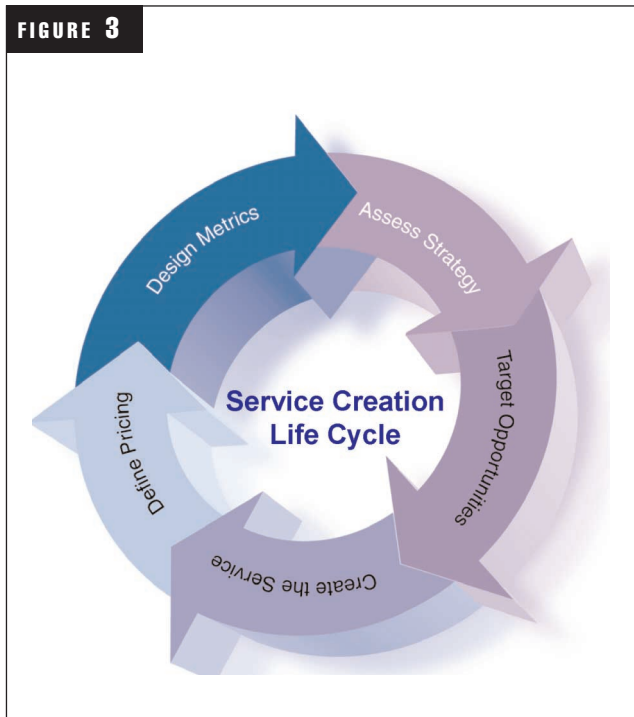 FIGURE 3
Design Metrics
Assess Strategy
Target Opportunities
Create the Service
Define Pricing
Service Creation
Life Cycle